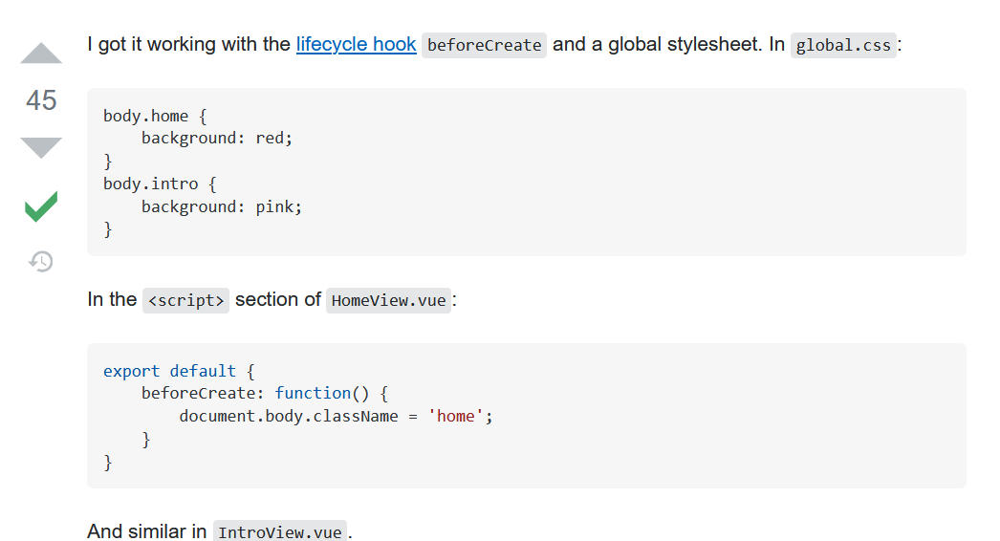 I got it working with the lifecycle hook beforeCreate and a global stylesheet. In global.css:
45
body.home {
    background: red;
}
body.intro {
    background: pink;
}
In the <script> section of HomeView.vue:
export default {
    beforeCreate: function() {
        document.body.className = 'home';
    }
}
And similar in IntroView.vue.